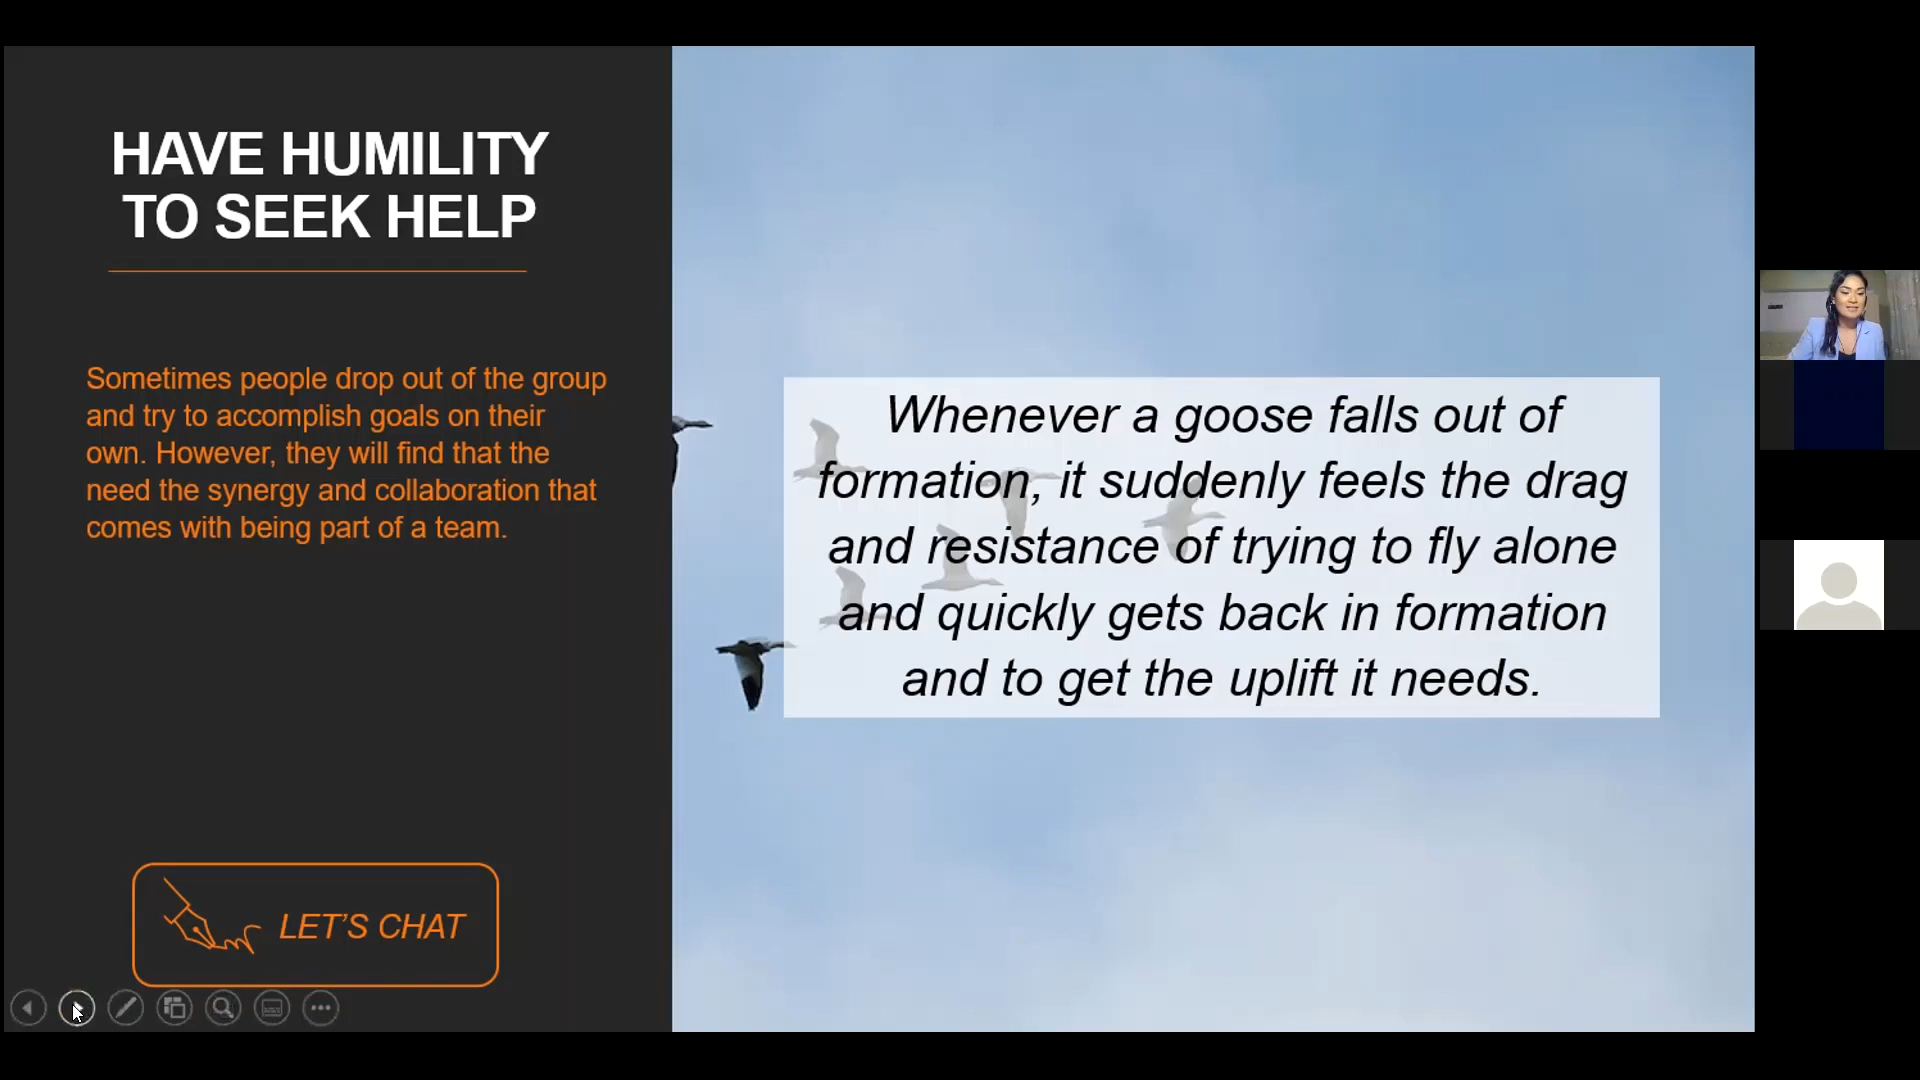 HAVE HUMILITY
TO SEEK HELP
Sometimes people drop out of the group
and try to accomplish goals on their
own. However, they will find that the
need the synergy and collaboration that
comes with being part of a team.
LET’S CHAT
Whenever a goose falls out of
formation, it suddenly feels the drag
and resistance of trying to fly alone
and quickly gets back in formation
and to get the uplift it needs.